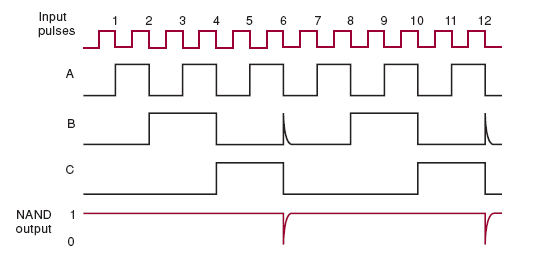 Input
pulses
1 2 3 4 5 6 7 8 9 10 11 12
A
B
C
NAND
output
1
0